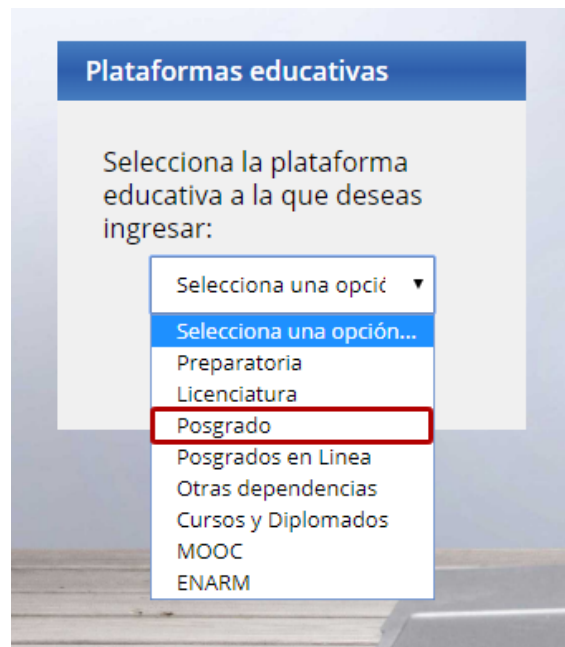 Plataformas educativas
Selecciona la plataforma
educativa a la que deseas
ingresar:
Selecciona una opció
Selecciona una opción...
Preparatoria
Licenciatura
Posgrado
Posgrados en Linea
Otras dependencias
Cursos y Diplomados
MOOC
ENARM